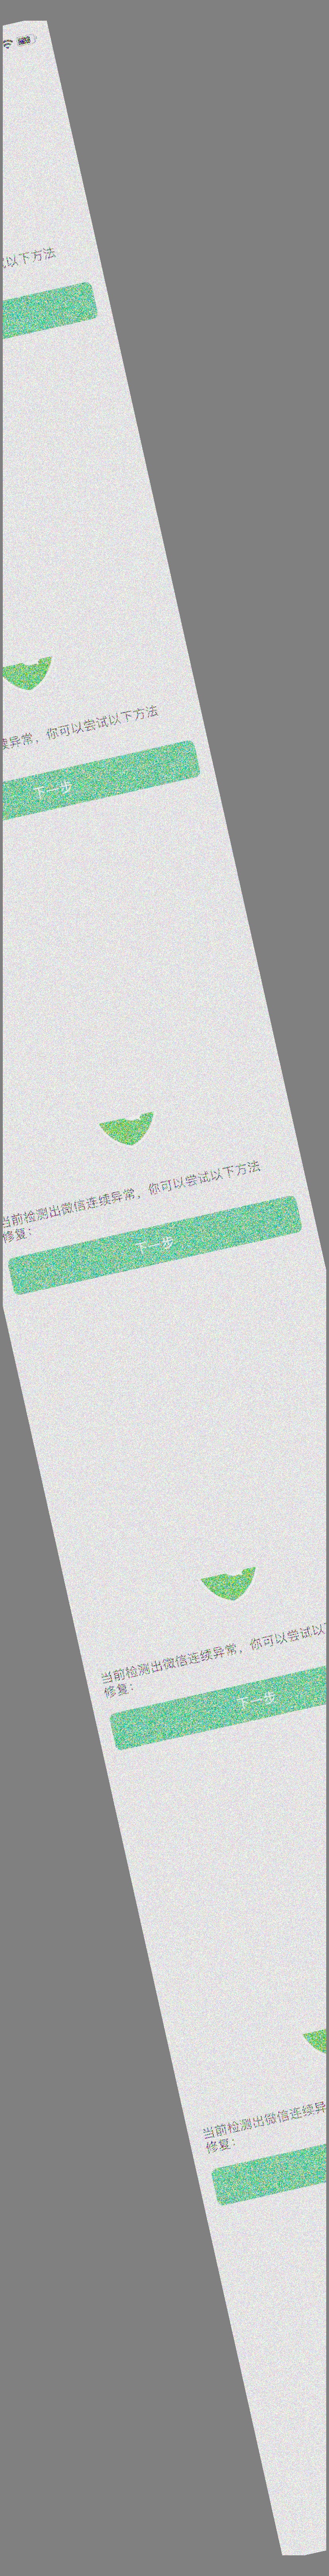 以下方法
续异常，你可以尝试以下方法
下一步
当前检测出微信连续异常，你可以尝试以下方法
修复：
下一步
当前检测出微信连续异常，你可以尝试以
修复：
下一步
当前检测出微信连续异
修复：